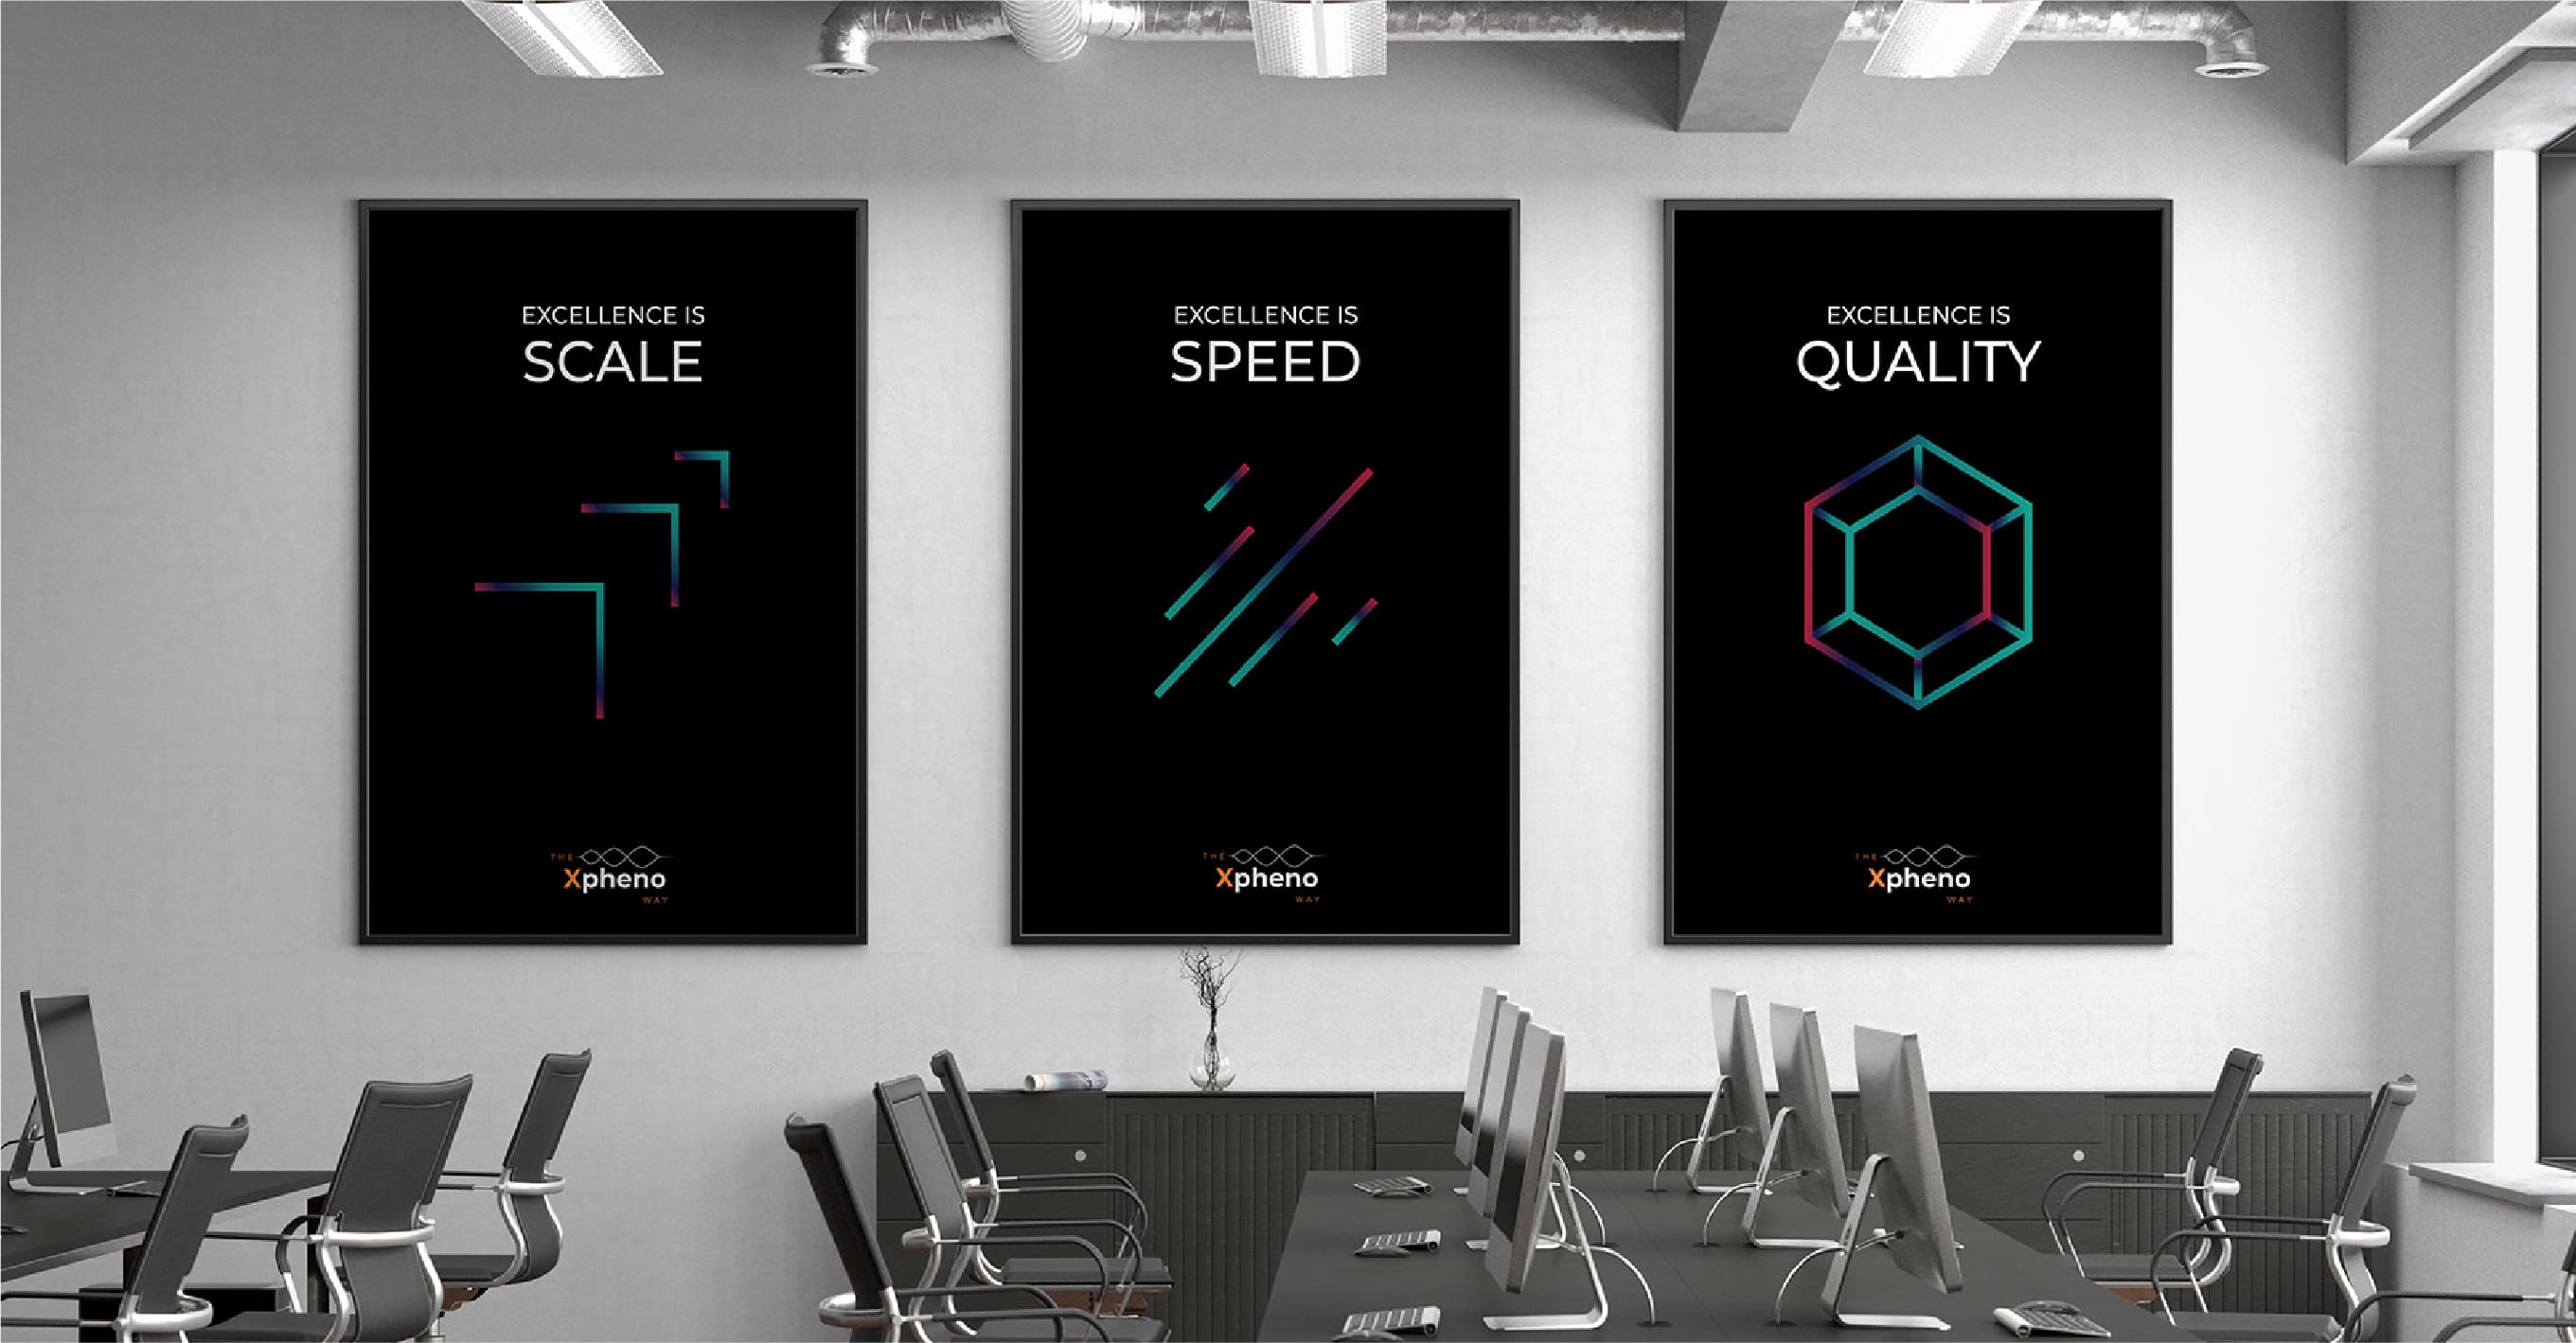 EXCELLENCE IS
SCALE
THE
Xpheno
WAY
EXCELLENCE IS
SPEED
THE
Xpheno
WAY
EXCELLENCE IS
QUALITY
THE
Xpheno
WAY